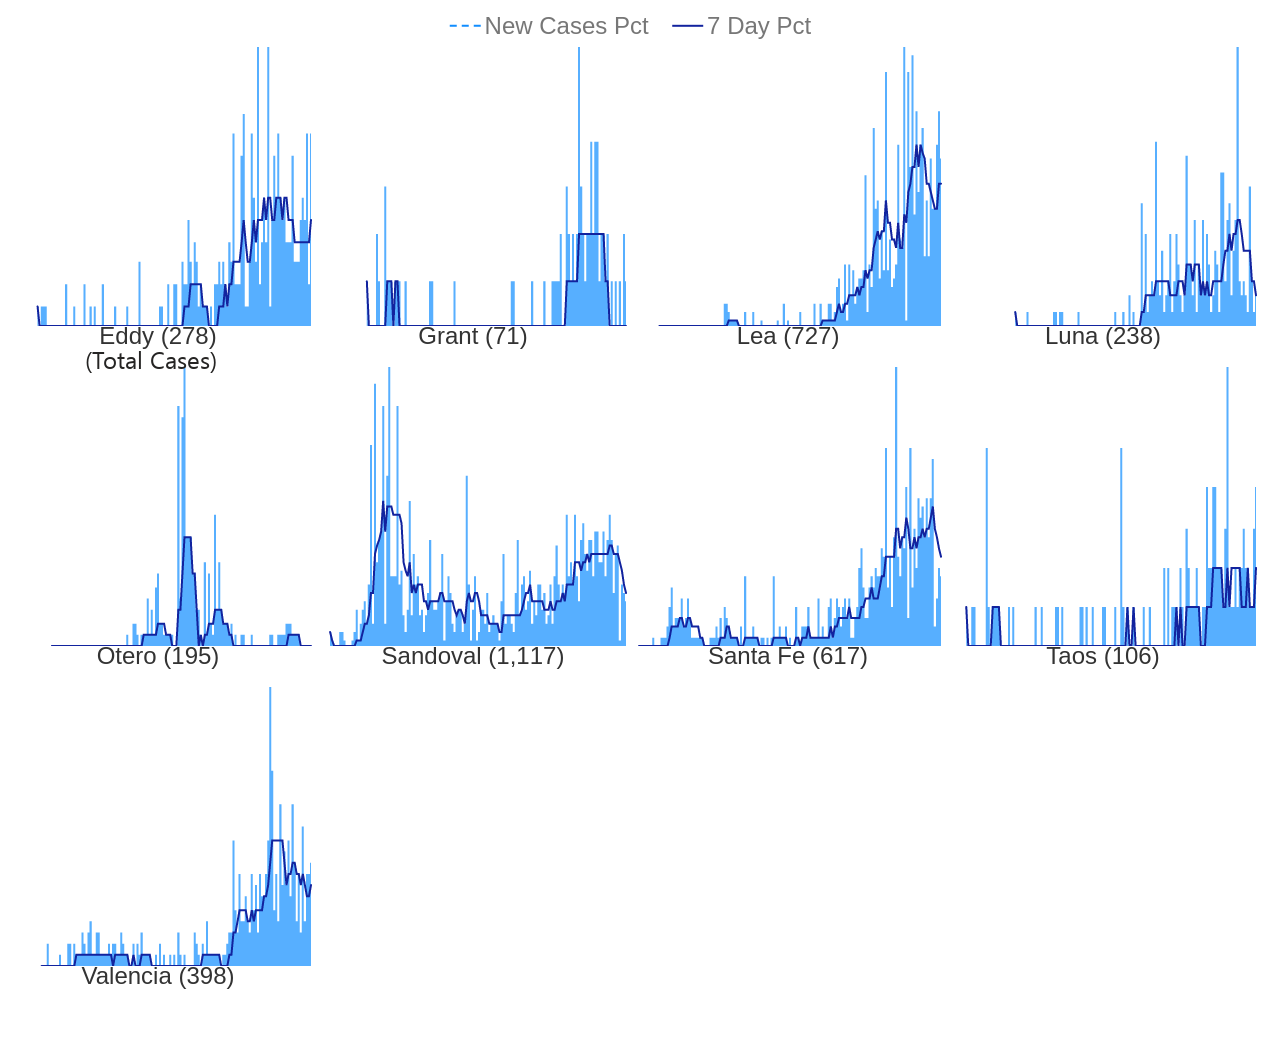 New Cases Pct 7 Day Pct
Eddy (278) Grant (71) Lea (727) Luna (238)
(Total Cases)
Otero (195) Sandoval (1,117) Santa Fe (617) Taos (106)
Valencia (398)